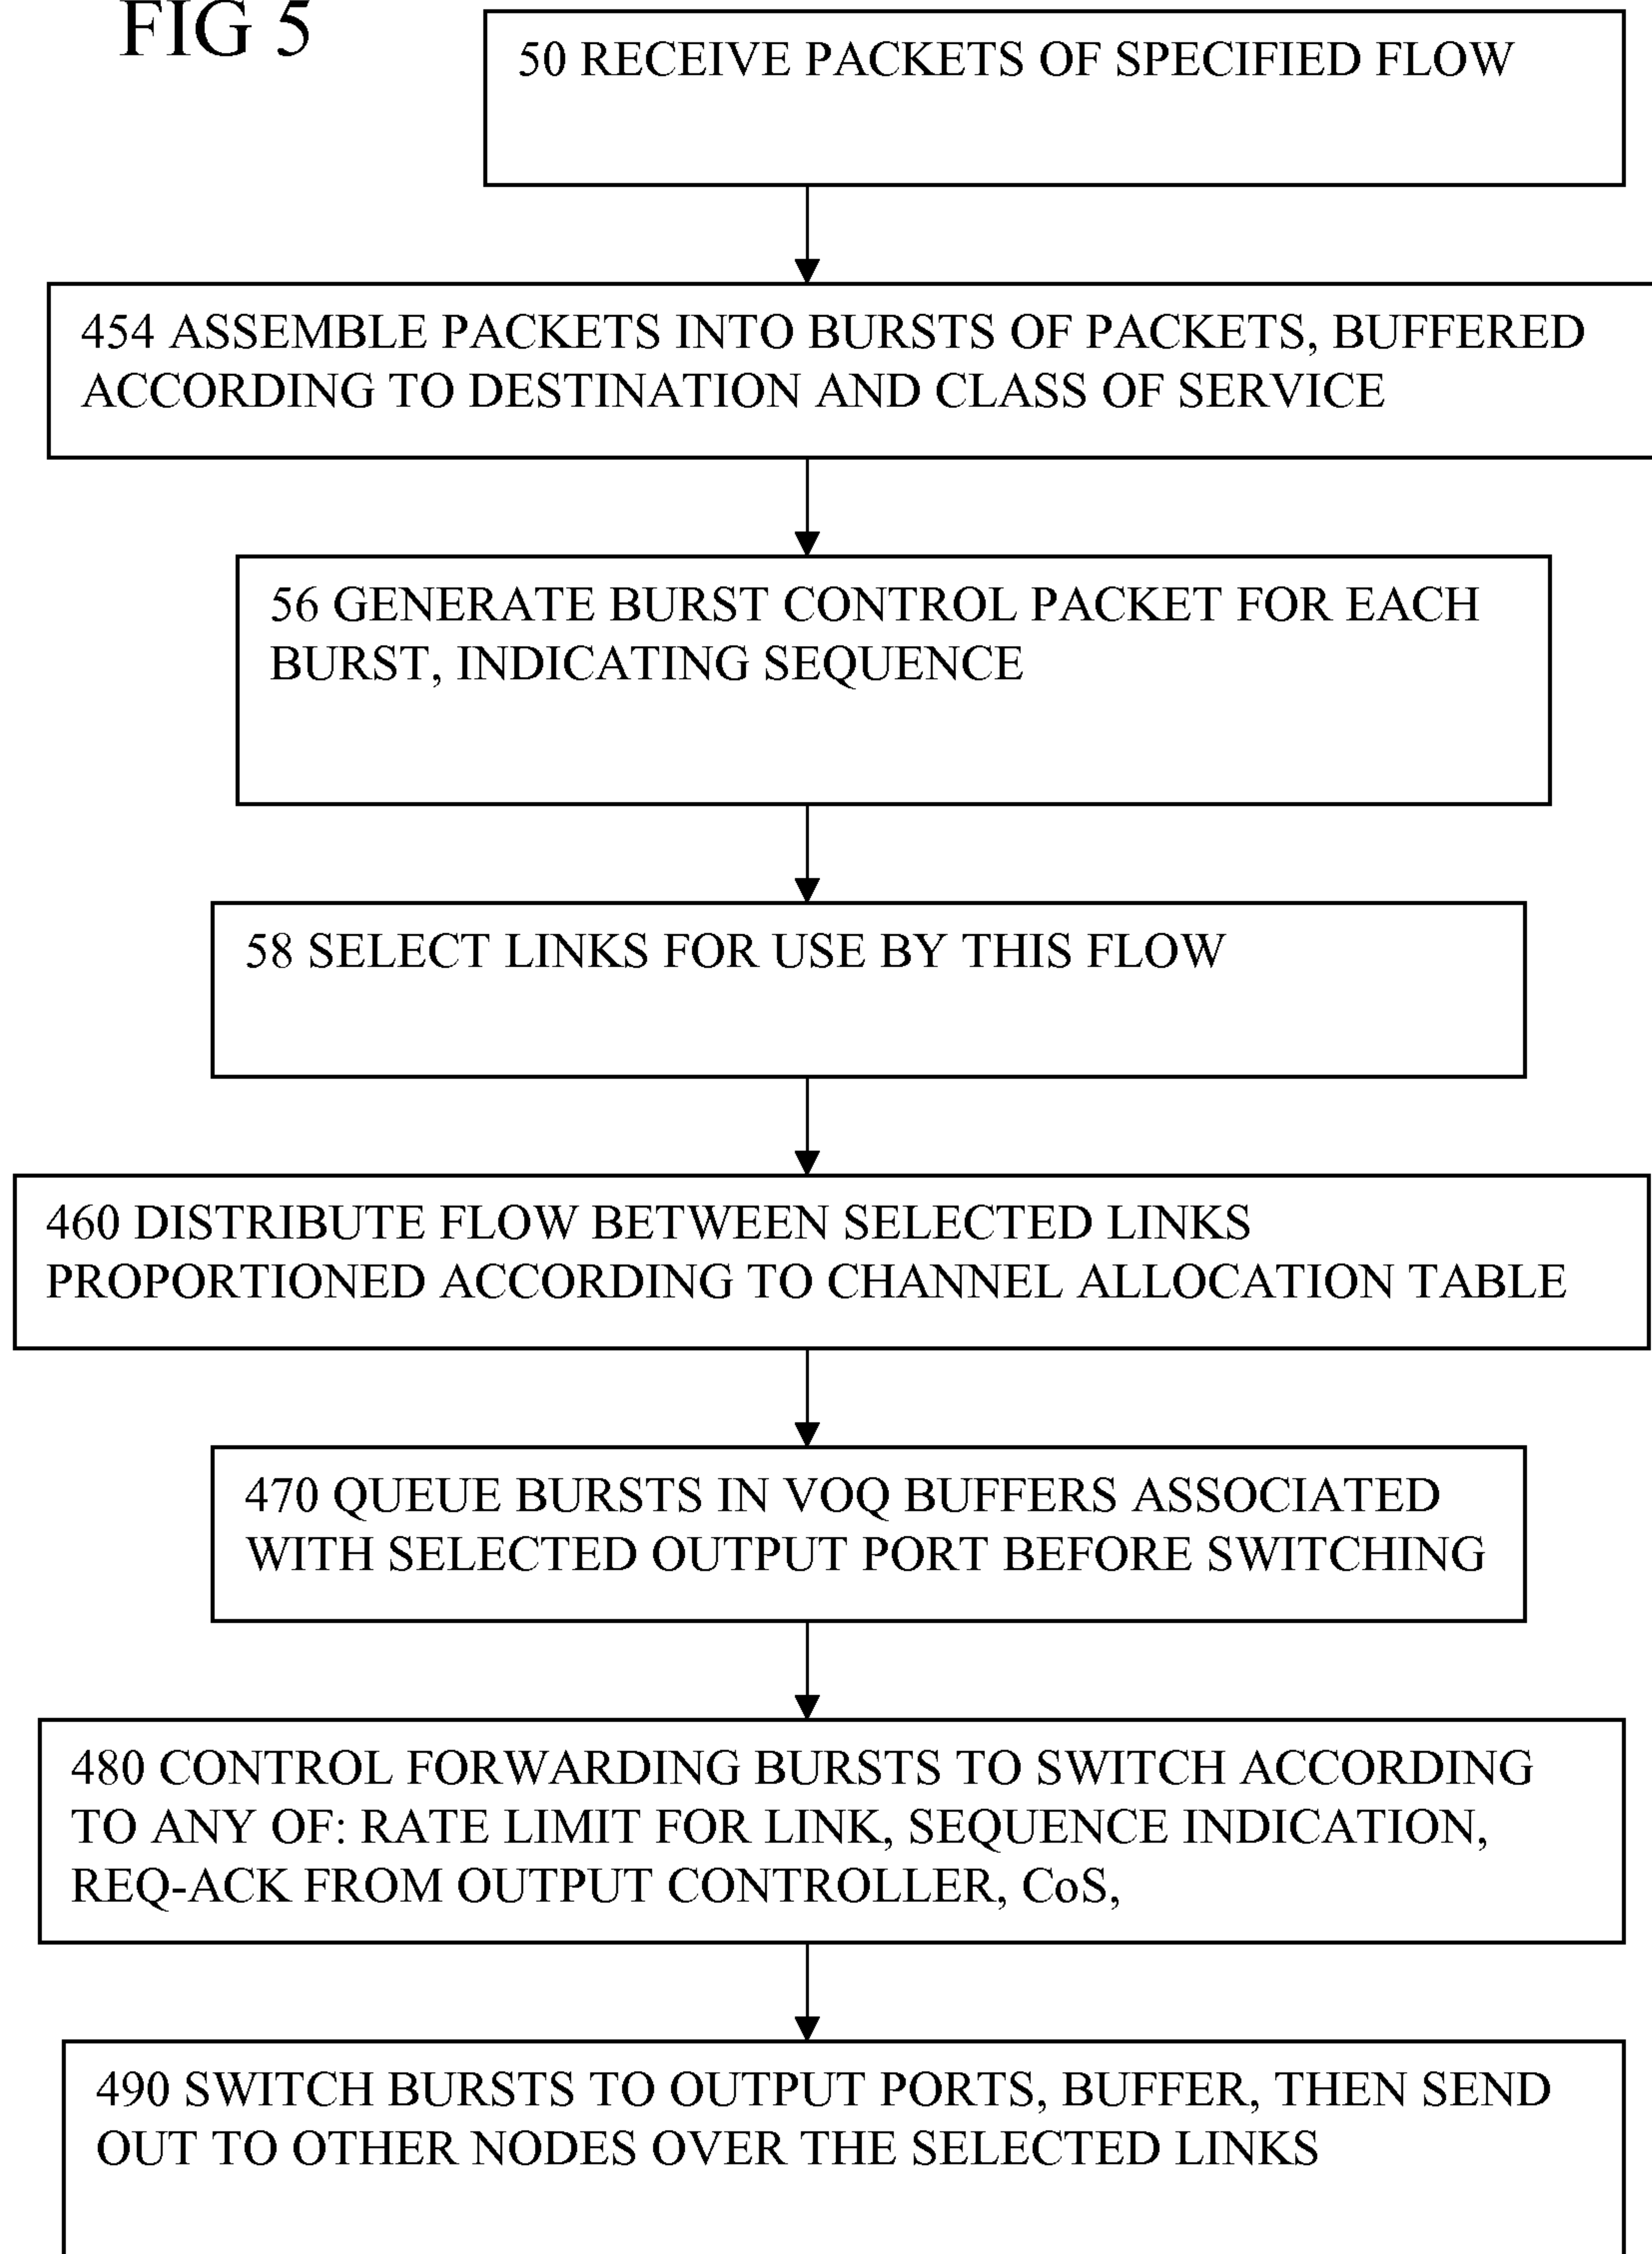 FIG 5
50 RECEIVE PACKETS OF SPECIFIED FLOW
454 ASSEMBLE PACKETS INTO BURSTS OF PACKETS, BUFFERED
ACCORDING TO DESTINATION AND CLASS OF SERVICE
56 GENERATE BURST CONTROL PACKET FOR EACH
BURST, INDICATING SEQUENCE
58 SELECT LINKS FOR USE BY THIS FLOW
460 DISTRIBUTE FLOW BETWEEN SELECTED LINKS
PROPORTIONED ACCORDING TO CHANNEL ALLOCATION TABLE
470 QUEUE BURSTS IN VOQ BUFFERS ASSOCIATED
WITH SELECTED OUTPUT PORT BEFORE SWITCHING
480 CONTROL FORWARDING BURSTS TO SWITCH ACCORDING
TO ANY OF: RATE LIMIT FOR LINK, SEQUENCE INDICATION,
REQ-ACK FROM OUTPUT CONTROLLER, CoS,
490 SWITCH BURSTS TO OUTPUT PORTS, BUFFER, THEN SEND
OUT TO OTHER NODES OVER THE SELECTED LINKS